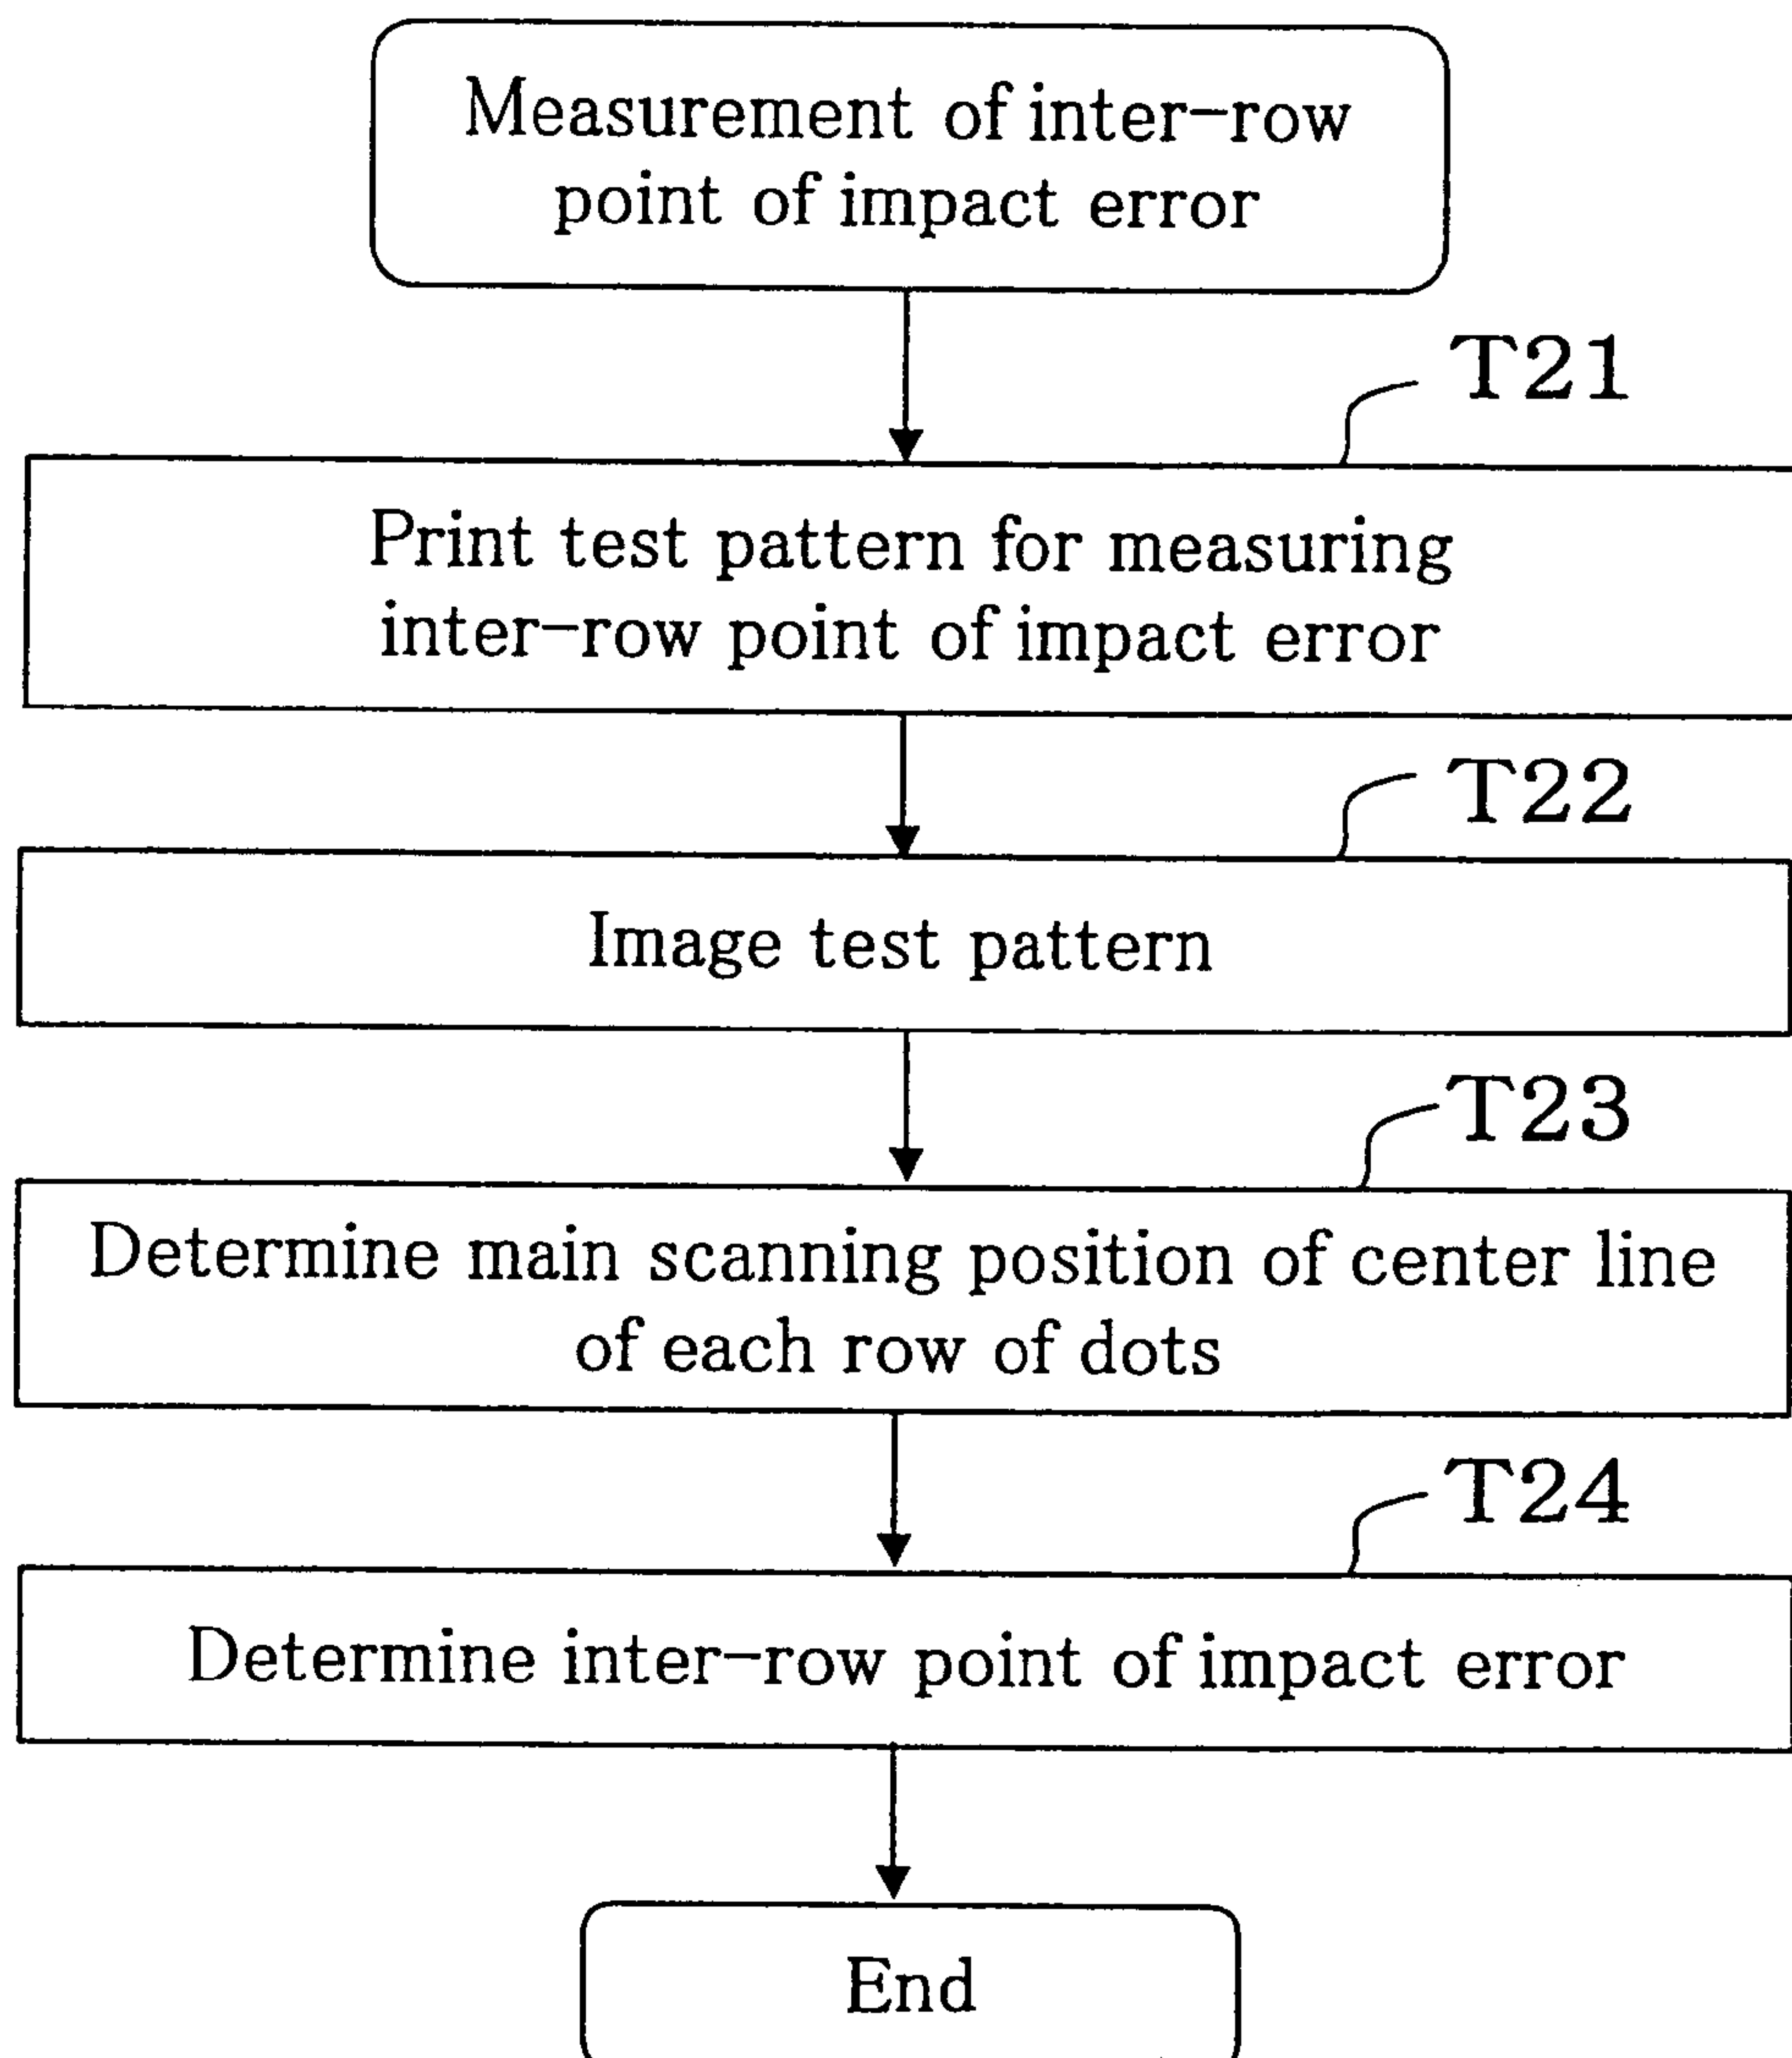 Measurement of inter-row
point of impact error
T21
Print test pattern for measuring
inter-row point of impact error
T22
Image test pattern
T23
Determine main scanning position of center line
of each row of dots
T24
Determine inter-row point of impact error
End